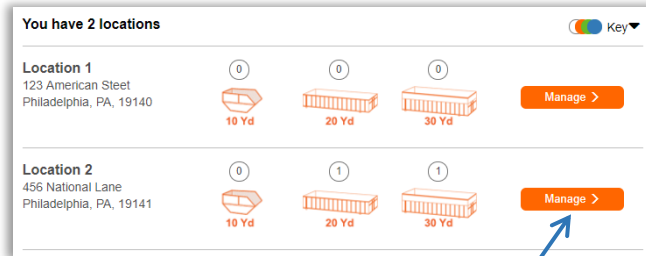 You have 2 locations
Key
Location 1
123 American Steet
Philadelphia, PA, 19140
0
0
0
10 Yd
20 Yd
30 Yd
Manage >
Location 2
456 National Lane
Philadelphia, PA, 19141
0
1
1
10 Yd
20 Yd
30 Yd
Manage >